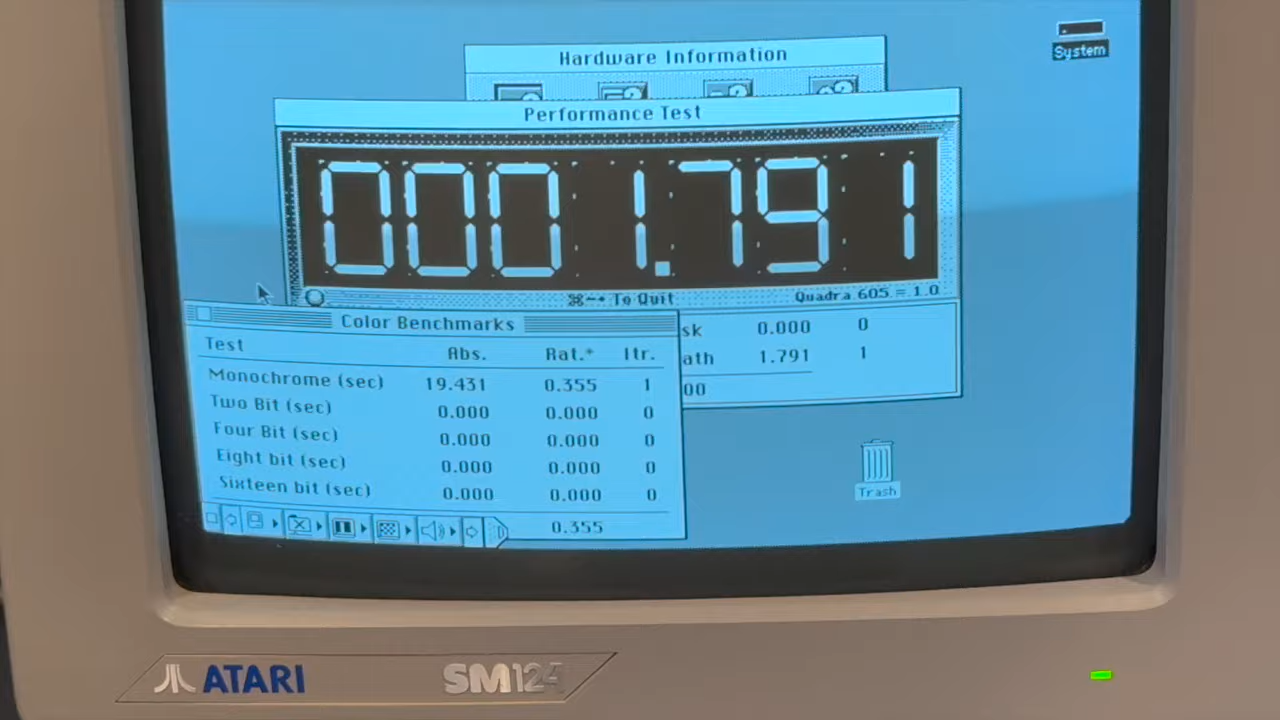 System
Hardware Information
Performance Test
0001.791
⌘-. To Quit
Quadra 605 = 1.0
Color Benchmarks
Test Abs. Rat.* Itr.
Monochrome (sec) 19.431 0.355 1
Two Bit (sec) 0.000 0.000 0
Four Bit (sec) 0.000 0.000 0
Eight bit (sec) 0.000 0.000 0
Sixteen bit (sec) 0.000 0.000 0
0.355
sk 0.000 0
ath 1.791 1
00
Trash
ATARI SM124